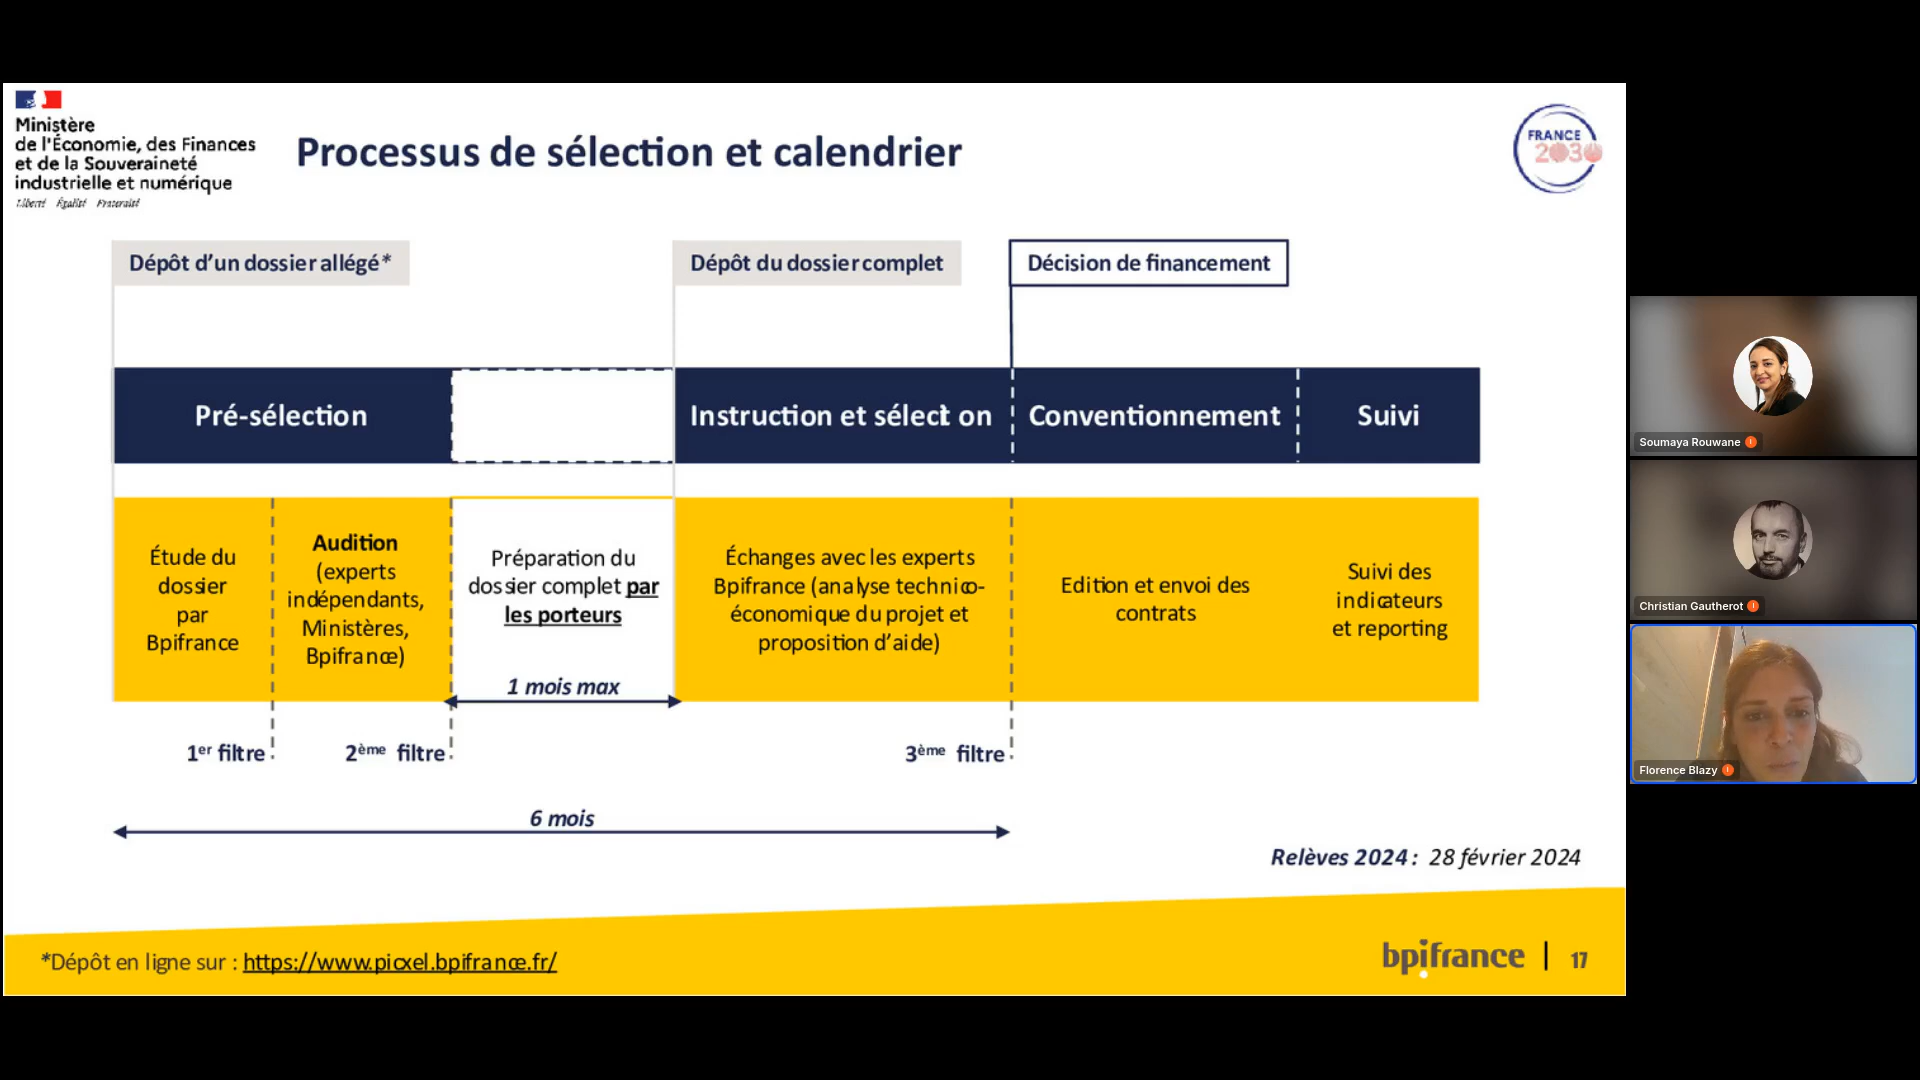 Ministère
de l'Économie, des Finances
et de la Souveraineté
industrielle et numérique
Liberté Égalité Fraternité
Processus de sélection et calendrier
FRANCE
2030
Dépôt d'un dossier allégé*
Dépôt du dossier complet
Décision de financement
Pré-sélection
Instruction et sélect on
Conventionnement
Suivi
Étude du
dossier
par
Bpifrance
Audition
(experts
indépendants,
Ministères,
Bpifrance)
Préparation du
dossier complet par
les porteurs
1 mois max
Échanges avec les experts
Bpifrance (analyse technico-
économique du projet et
proposition d'aide)
Edition et envoi des
contrats
Suivi des
indicateurs
et reporting
1er filtre
2ème filtre
3ème filtre
6 mois
Relèves 2024 : 28 février 2024
*Dépôt en ligne sur : https://www.picxel.bpifrance.fr/
bpifrance
17
Soumaya Rouwane
Christian Gautherot
Florence Blazy